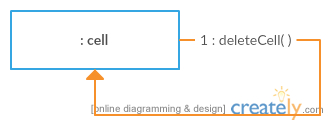 : cell
1 : deleteCell( )
[online diagramming & design] creately.com